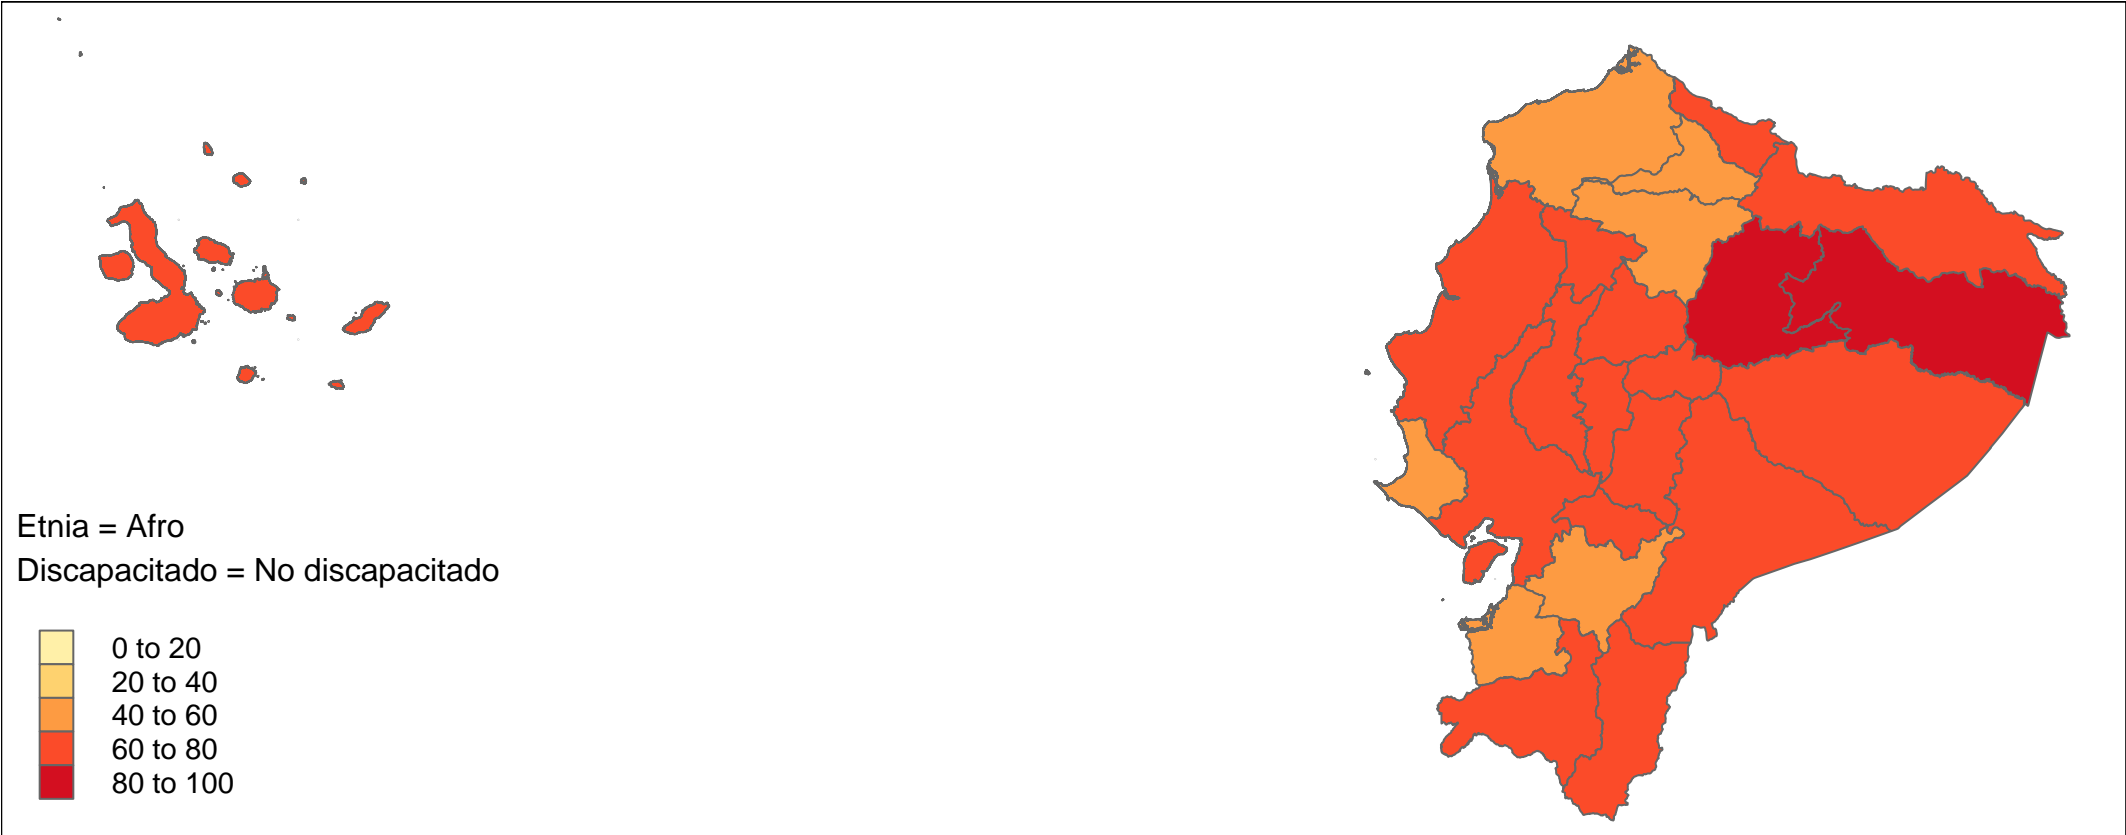 Etnia = Afro
Discapacitado = No discapacitado
0 to 20
20 to 40
40 to 60
60 to 80
80 to 100